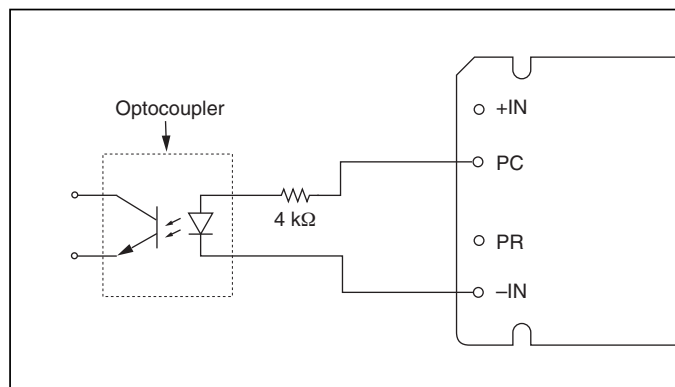 Optocoupler
+IN
PC
4 kΩ
PR
–IN